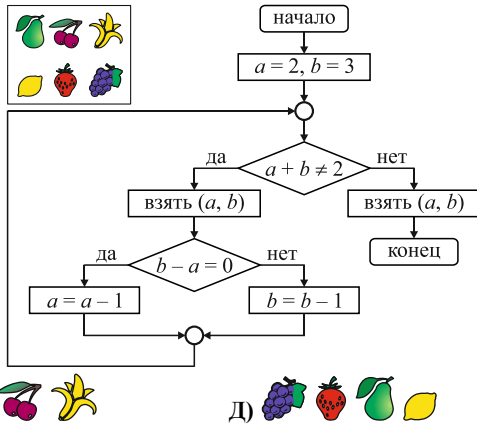 начало
a = 2, b = 3
a + b ≠ 2
да
нет
взять (a, b)
взять (a, b)
конец
b – a = 0
да
нет
a = a – 1
b = b – 1
Д)